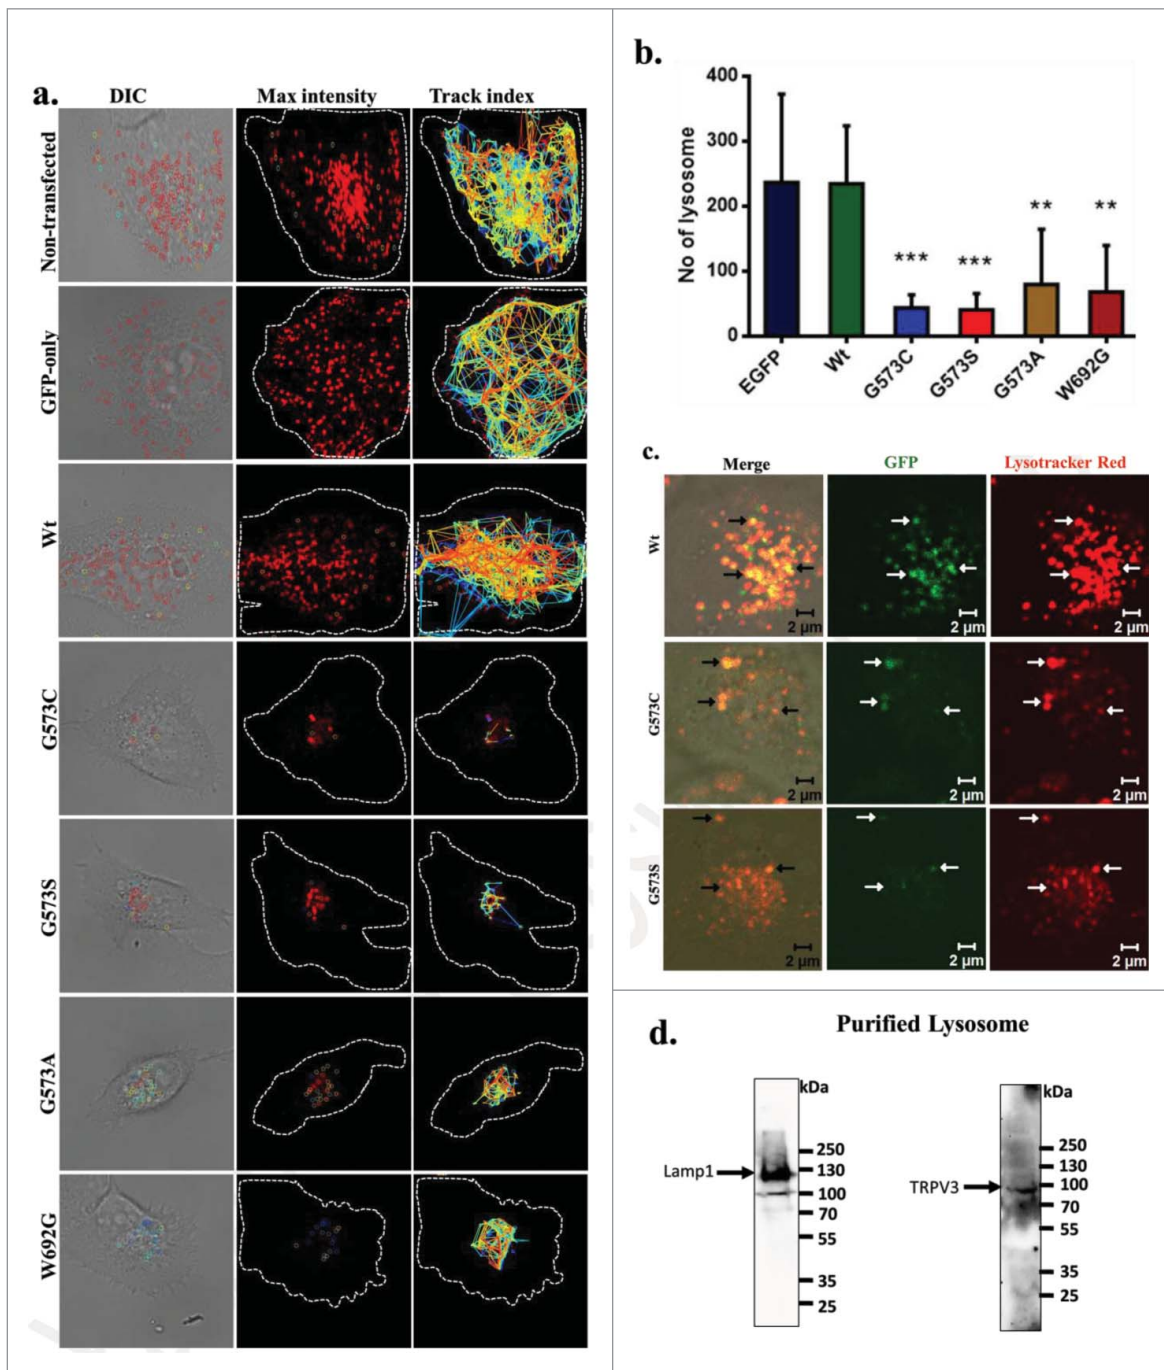 a.
DIC Max intensity Track index
Non-transfected
GFP-only
Wt
G573C
G573S
G573A
W692G
b.
No of lysosome
400
300
200
100
0
*** *** ** **
EGFP Wt G573C G573S G573A W692G
c.
Merge GFP Lysotracker Red
Wt
2 µm 2 µm 2 µm
G573C
2 µm 2 µm 2 µm
G573S
2 µm 2 µm 2 µm
d.
Purified Lysosome
kDa
250
Lamp1 130
100
70
55
35
25
kDa
250
130
TRPV3 100
70
55
35
25